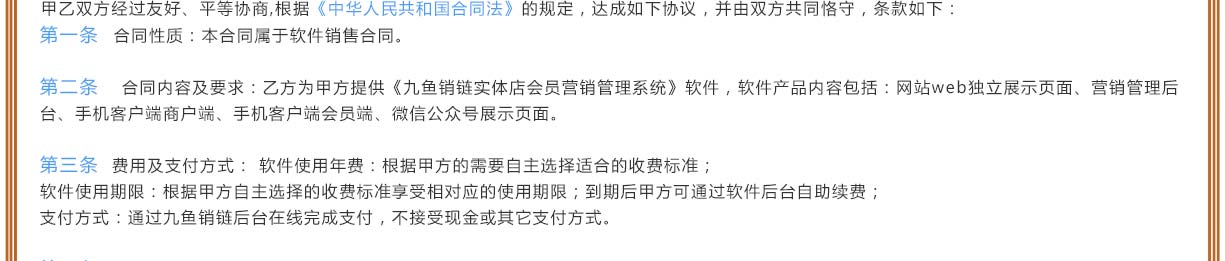 甲乙双方经过友好、平等协商,根据《中华人民共和国合同法》的规定，达成如下协议，并由双方共同恪守，条款如下：
第一条 合同性质：本合同属于软件销售合同。
第二条 合同内容及要求：乙方为甲方提供《九鱼销链实体店会员营销管理系统》软件，软件产品内容包括：网站web独立展示页面、营销管理后
台、手机客户端商户端、手机客户端会员端、微信公众号展示页面。
第三条 费用及支付方式： 软件使用年费：根据甲方的需要自主选择适合的收费标准；
软件使用期限：根据甲方自主选择的收费标准享受相对应的使用期限；到期后甲方可通过软件后台自助续费；
支付方式：通过九鱼销链后台在线完成支付，不接受现金或其它支付方式。